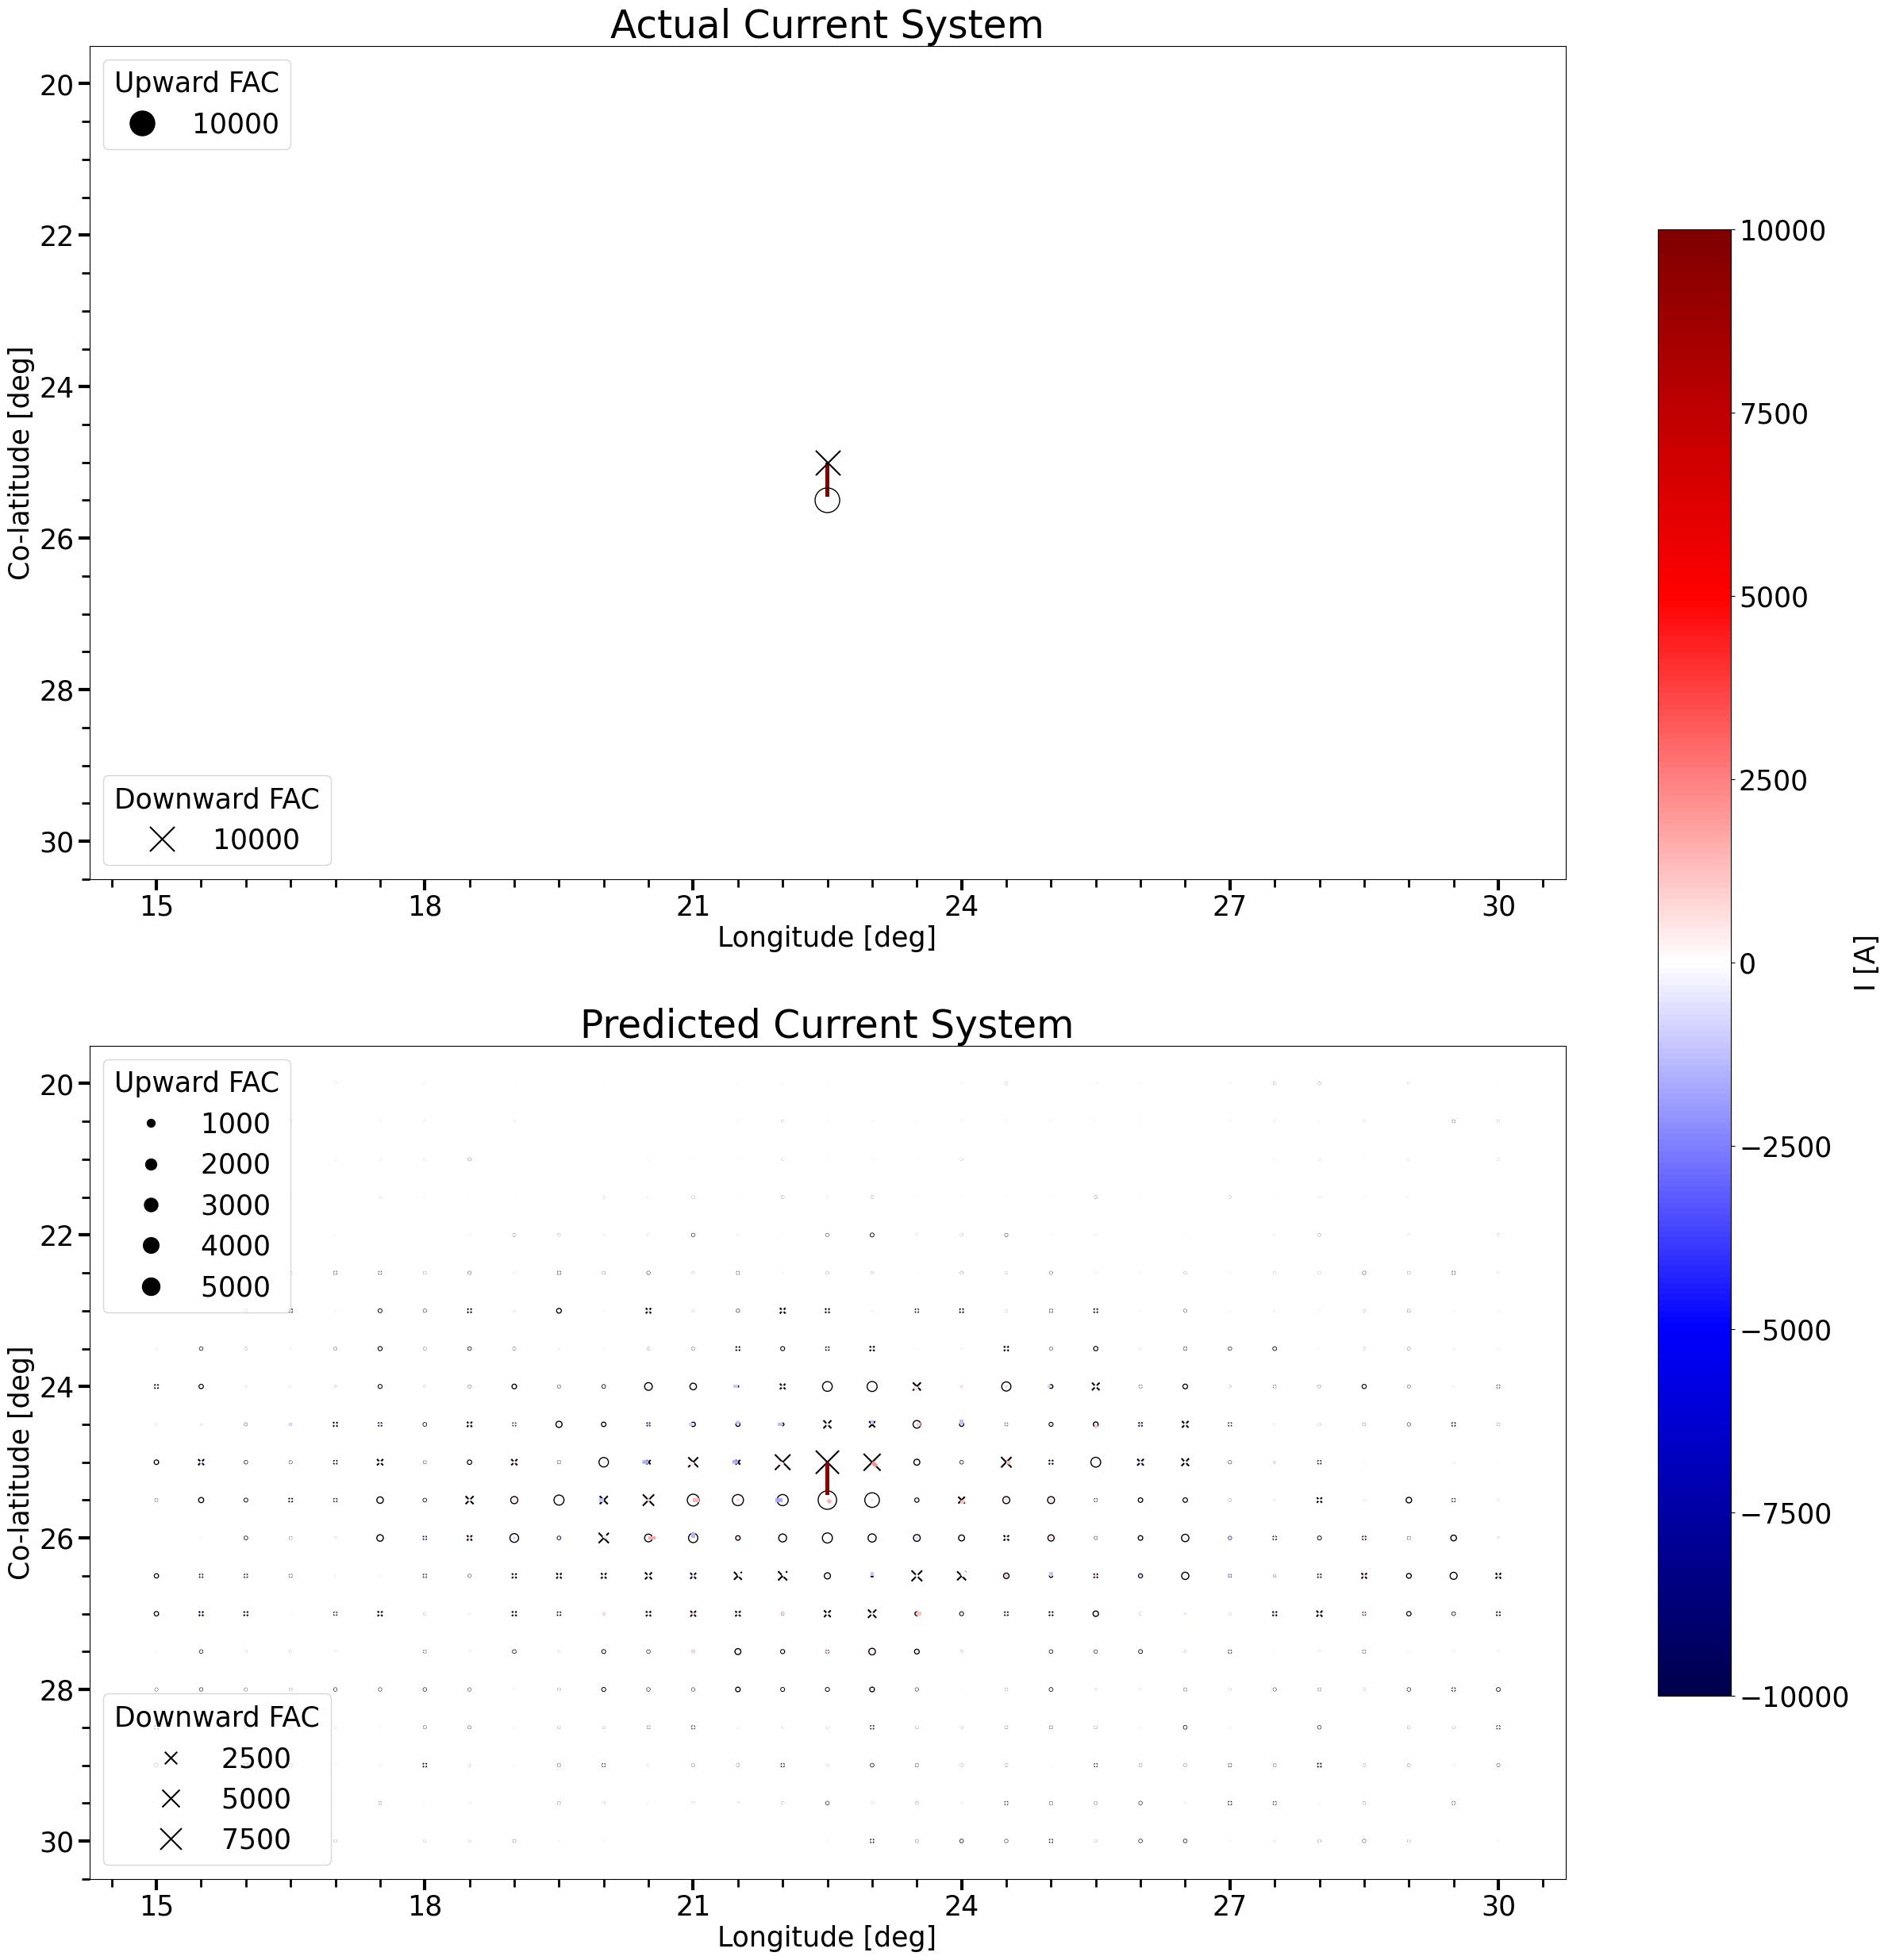 Actual Current System
Upward FAC
10000
Downward FAC
10000
20
22
24
26
28
30
Co-latitude [deg]
15 18 21 24 27 30
Longitude [deg]
Predicted Current System
Upward FAC
1000
2000
3000
4000
5000
Downward FAC
2500
5000
7500
20
22
24
26
28
30
Co-latitude [deg]
15 18 21 24 27 30
Longitude [deg]
10000
7500
5000
2500
0
−2500
−5000
−7500
−10000
I [A]